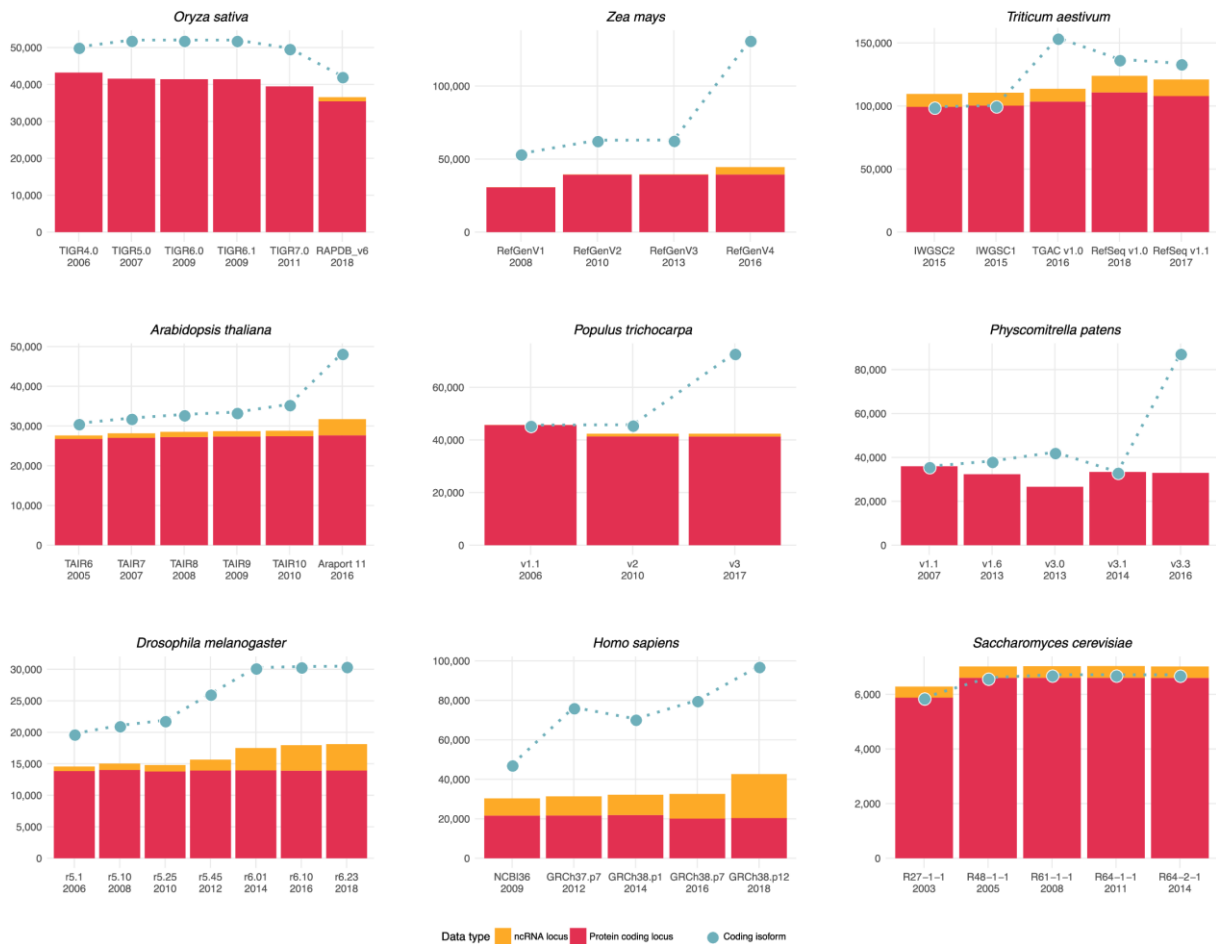 Oryza sativa
50,000
40,000
30,000
20,000
10,000
0
TIGR4.0 TIGR5.0 TIGR6.0 TIGR6.1 TIGR7.0 RAPDB_v6
2006 2007 2009 2009 2011 2018
Zea mays
100,000
50,000
0
RefGenV1 RefGenV2 RefGenV3 RefGenV4
2008 2010 2013 2016
Triticum aestivum
150,000
100,000
50,000
0
IWGSC2 IWGSC1 TGAC v1.0 RefSeq v1.0 RefSeq v1.1
2015 2015 2016 2018 2017
Arabidopsis thaliana
50,000
40,000
30,000
20,000
10,000
0
TAIR6 TAIR7 TAIR8 TAIR9 TAIR10 Araport 11
2005 2007 2008 2009 2010 2016
Populus trichocarpa
60,000
40,000
20,000
0
v1.1 v2 v3
2006 2010 2017
Physcomitrella patens
80,000
60,000
40,000
20,000
0
v1.1 v1.6 v3.0 v3.1 v3.3
2007 2013 2013 2014 2016
Drosophila melanogaster
30,000
25,000
20,000
15,000
10,000
5,000
0
r5.1 r5.10 r5.25 r5.45 r6.01 r6.10 r6.23
2006 2008 2010 2012 2014 2016 2018
Homo sapiens
100,000
80,000
60,000
40,000
20,000
0
NCBI36 GRCh37.p7 GRCh38.p1 GRCh38.p7 GRCh38.p12
2009 2012 2014 2016 2018
Saccharomyces cerevisiae
6,000
4,000
2,000
0
R27−1−1 R48−1−1 R61−1−1 R64−1−1 R64−2−1
2003 2005 2008 2011 2014
Data type ncRNA locus Protein coding locus Coding isoform